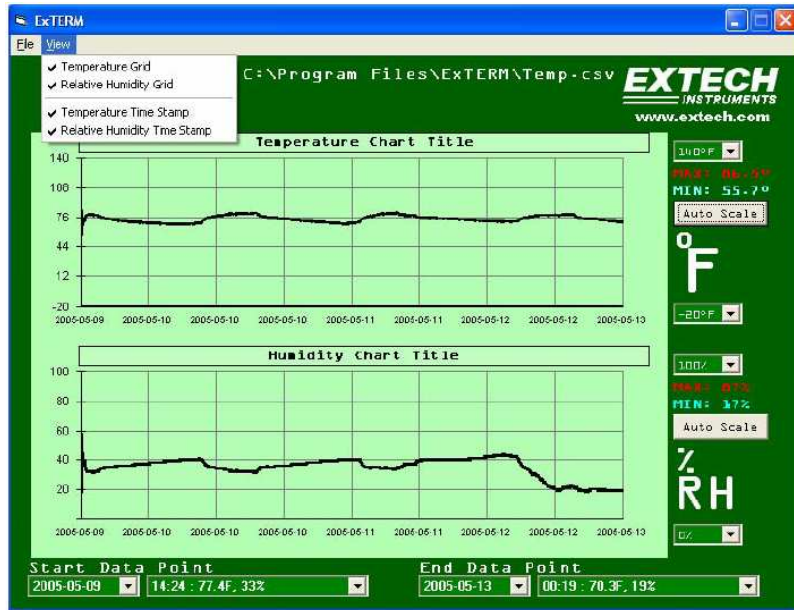 ExTERM
File View
Temperature Grid
Relative Humidity Grid
Temperature Time Stamp
Relative Humidity Tme Stamp
C:\Program Files\ExTERM\Temp.csv
EXTECH
INSTRUMENTS
www.extech.com
Temperature Chart Title
140
100
76
44
12
-20
2005-05-09 2005-05-10 2005-05-10 2005-05-10 2005-05-11 2005-05-11 2005-05-12 2005-05-12 2005-05-13
140°F
MAX:
MIN: 55.7°
Auto Scale
°F
-20°F
Humidity Chart Title
100
80
60
40
20
2005-05-09 2005-05-10 2005-05-10 2005-05-10 2005-05-11 2005-05-11 2005-05-12 2005-05-12 2005-05-13
100%
MAX:
MIN: 17%
Auto Scale
% RH
0%
Start Data Point
2005-05-09 14:24 : 77.4F, 33%
End Data Point
2005-05-13 00:19 : 70.3F, 19%